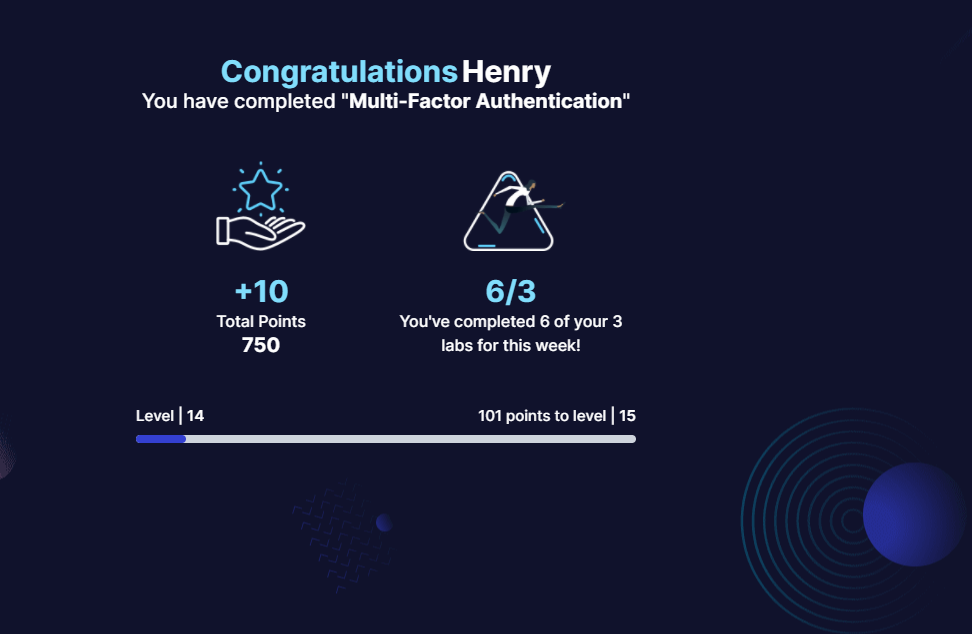 Congratulations Henry
You have completed "Multi-Factor Authentication"
+10
Total Points
750
6/3
You've completed 6 of your 3
labs for this week!
Level | 14
101 points to level | 15